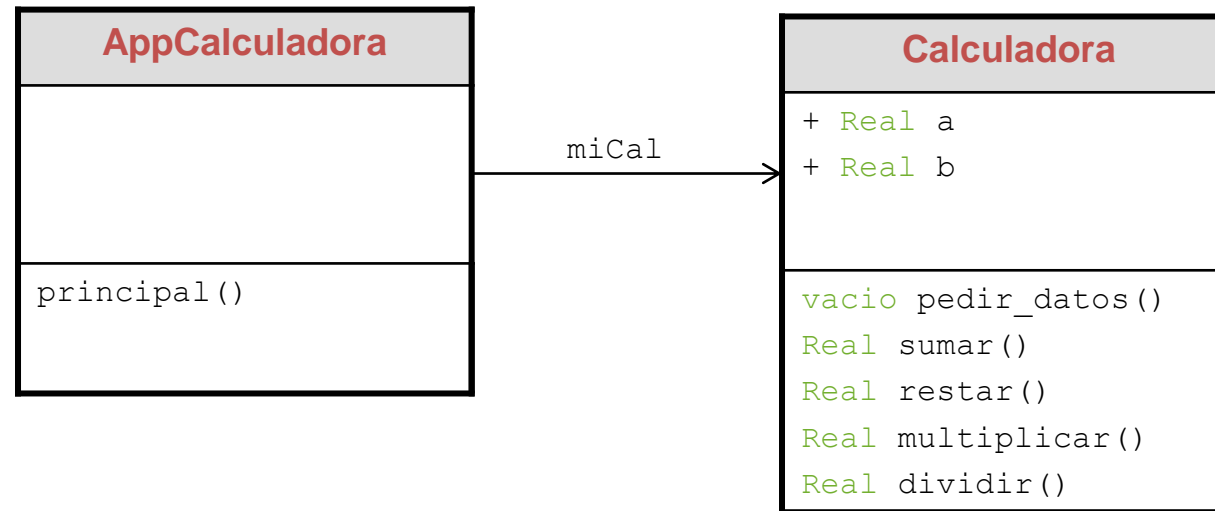 AppCalculadora
principal()
miCal
Calculadora
+ Real a
+ Real b
vacio pedir_datos()
Real sumar()
Real restar()
Real multiplicar()
Real dividir()